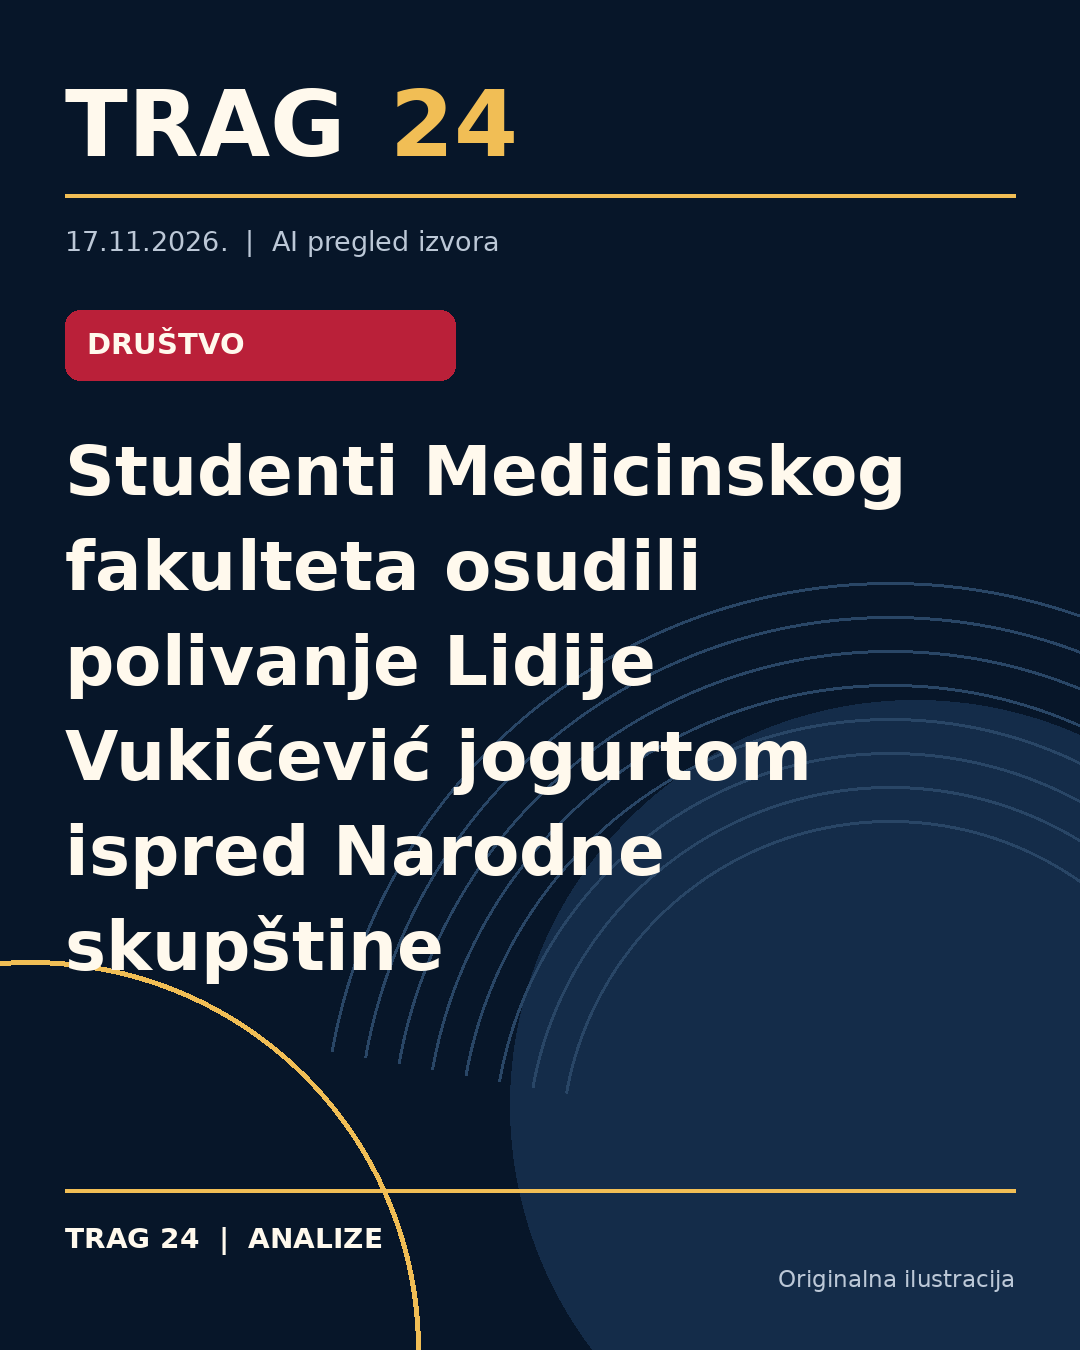 TRAG 24
17.11.2026. | AI pregled izvora
DRUŠTVO
Studenti Medicinskog
fakulteta osudili
polivanje Lidije
Vukićević jogurtom
ispred Narodne
skupštine
TRAG 24 | ANALIZE
Originalna ilustracija